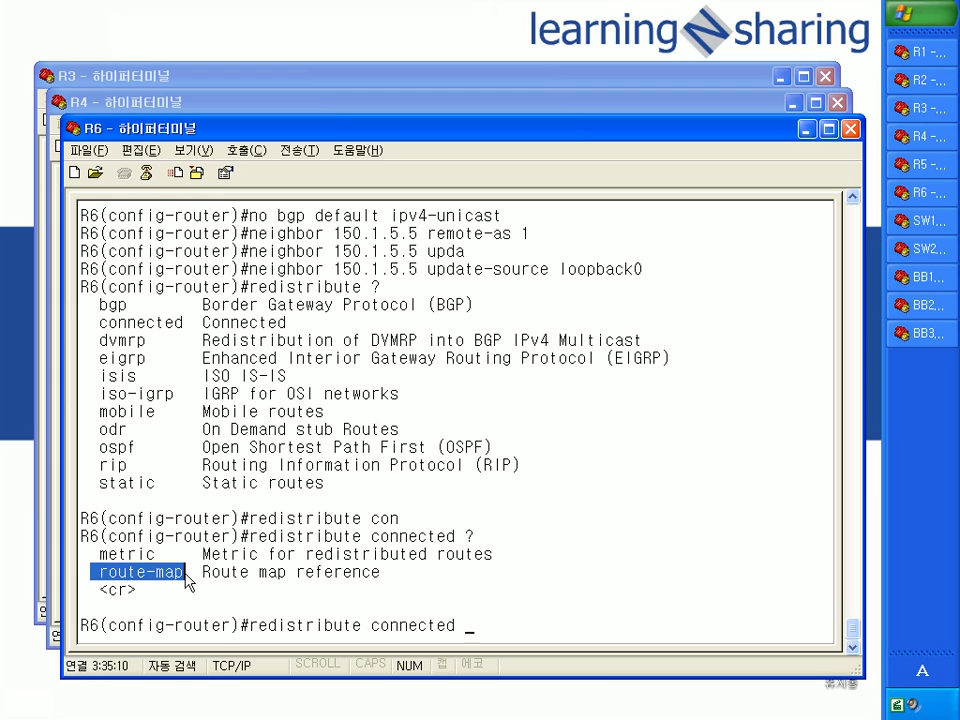 learning sharing
R3 - 하이퍼터미널
R4 - 하이퍼터미널
R6 - 하이퍼터미널
파일(F) 편집(E) 보기(V) 호출(C) 전송(T) 도움말(H)
R6(config-router)#no bgp default ipv4-unicast
R6(config-router)#neighbor 150.1.5.5 remote-as 1
R6(config-router)#neighbor 150.1.5.5 upda
R6(config-router)#neighbor 150.1.5.5 update-source loopback0
R6(config-router)#redistribute ?
bgp Border Gateway Protocol (BGP)
connected Connected
dvmrp Redistribution of DVMRP into BGP IPv4 Multicast
eigrp Enhanced Interior Gateway Routing Protocol (EIGRP)
isis ISO IS-IS
iso-igrp IGRP for OSI networks
mobile Mobile routes
odr On Demand stub Routes
ospf Open Shortest Path First (OSPF)
rip Routing Information Protocol (RIP)
static Static routes
R6(config-router)#redistribute con
R6(config-router)#redistribute connected ?
metric Metric for redistributed routes
route-map Route map reference
<cr>
R6(config-router)#redistribute connected _
연결 3:35:10 자동 검색 TCP/IP SCROLL CAPS NUM 캡 에코
휴지통
R1 -...
R2 -...
R3 -...
R4 -...
R5 -...
R6 -...
SW1...
SW2...
BB1...
BB2...
BB3...
A